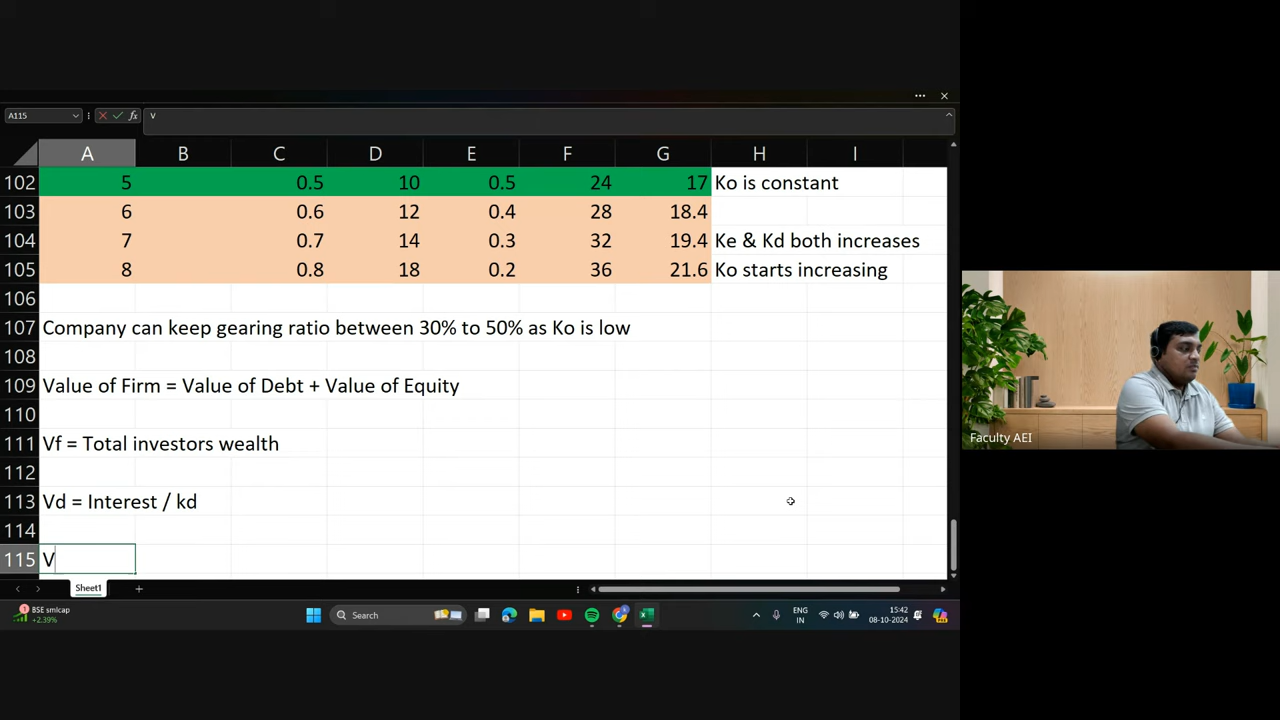 A115
V
A B C D E F G H I
102 5 0.5 10 0.5 24 17 Ko is constant
103 6 0.6 12 0.4 28 18.4
104 7 0.7 14 0.3 32 19.4 Ke & Kd both increases
105 8 0.8 18 0.2 36 21.6 Ko starts increasing
106
107 Company can keep gearing ratio between 30% to 50% as Ko is low
108
109 Value of Firm = Value of Debt + Value of Equity
110
111 Vf = Total investors wealth
112
113 Vd = Interest / kd
114
115 V
Faculty AEI
Sheet1
1 BSE smlcap
+2.39%
Search
ENG
IN
15:42
08-10-2024